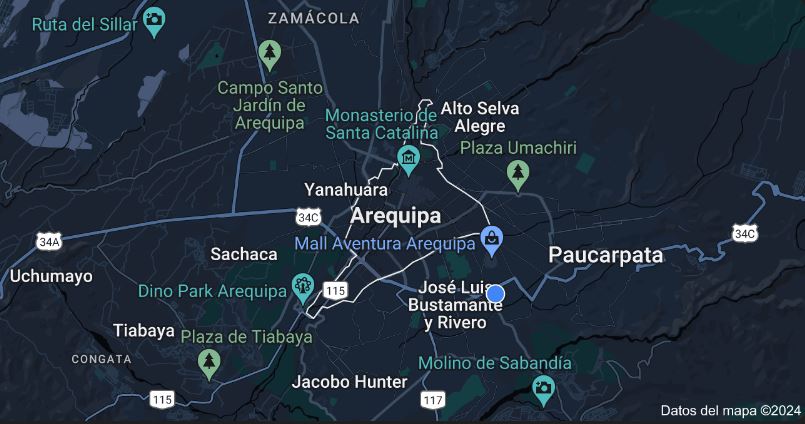 ZAMÁCOLA
Ruta del Sillar
Campo Santo
Jardín de
Arequipa
Monasterio de
Santa Catalina
Alto Selva
Alegre
Plaza Umachiri
Yanahuara
Arequipa
34C
34A
Mall Aventura Arequipa
34C
Sachaca
Paucarpata
Uchumayo
Dino Park Arequipa
115
José Luis
Bustamante
y Rivero
Tiabaya
Plaza de Tiabaya
CONGATA
Molino de Sabandía
Jacobo Hunter
115
117
Datos del mapa ©2024